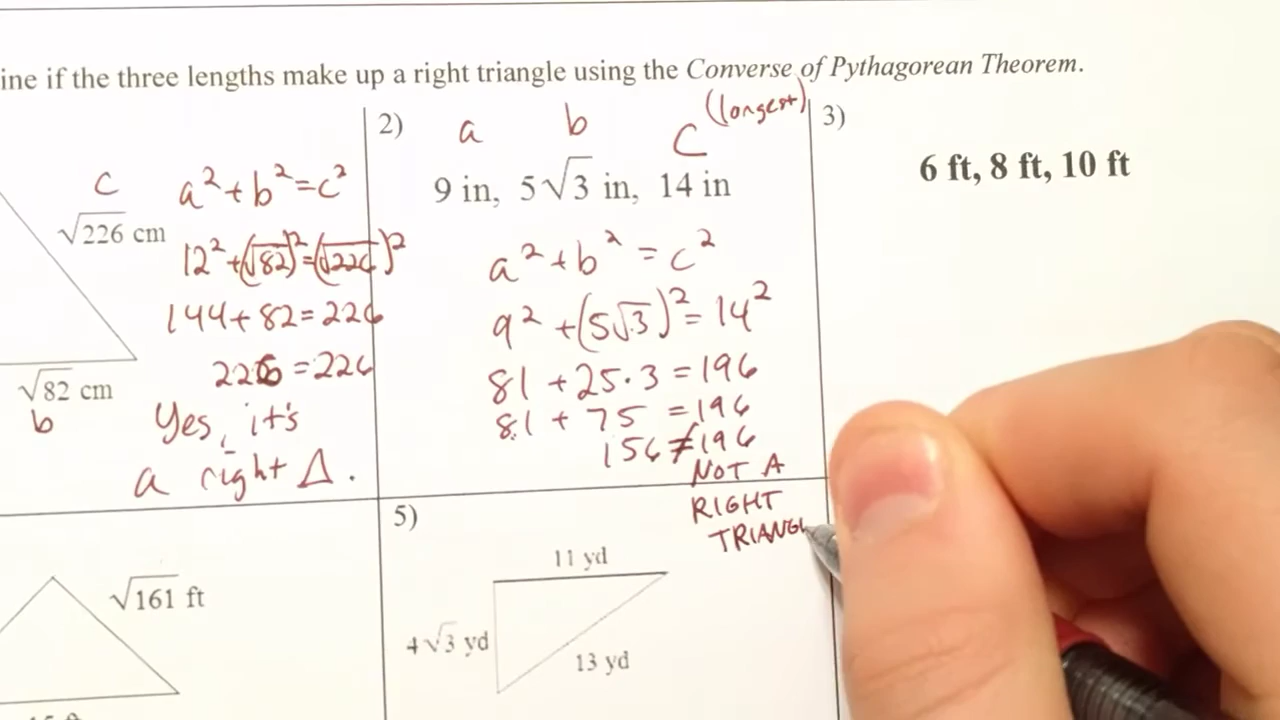 ine if the three lengths make up a right triangle using the Converse of Pythagorean Theorem.
c
√226 cm
a² + b² = c²
12² + (√82)² = (√226)²
144 + 82 = 226
226 = 226
√82 cm
b
Yes, it's
a right Δ.
2)
a b c (longest)
9 in, 5√3 in, 14 in
a² + b² = c²
9² + (5√3)² = 14²
81 + 25·3 = 196
81 + 75 = 196
156 ≠ 196
NOT A
RIGHT
TRIANGL
3)
6 ft, 8 ft, 10 ft
√161 ft
5)
11 yd
4√3 yd
13 yd